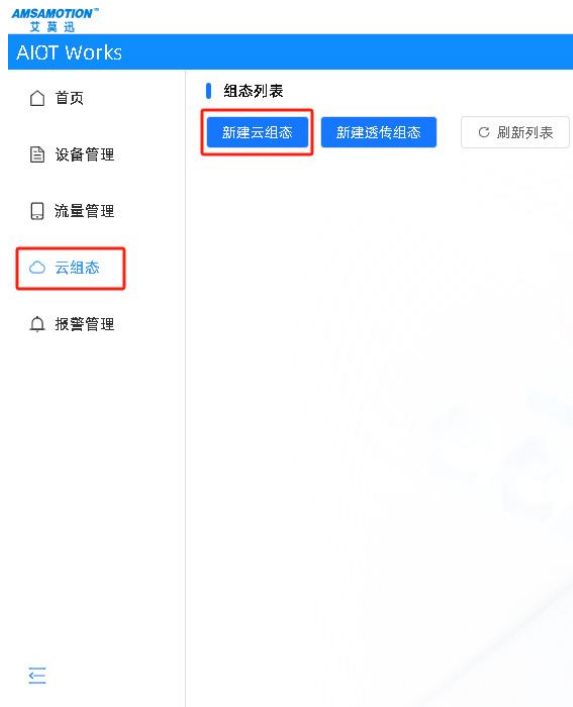 AMSAMOTION™
艾莫迅
AIOT Works
首页
设备管理
流量管理
云组态
报警管理
组态列表
新建云组态 新建透传组态 刷新列表